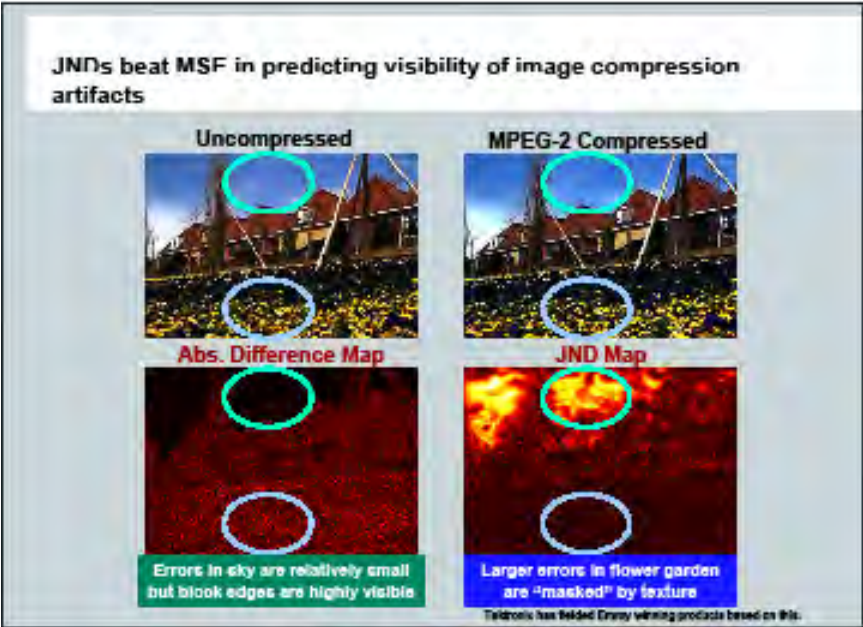 JNDs beat MSE in predicting visibility of image compression
artifacts
Uncompressed
MPEG-2 Compressed
Abs. Difference Map
JND Map
Errors in sky are relatively small
but block edges are highly visible
Larger errors in flower garden
are "masked" by texture
Tektronix has fielded Emmy winning products based on this.